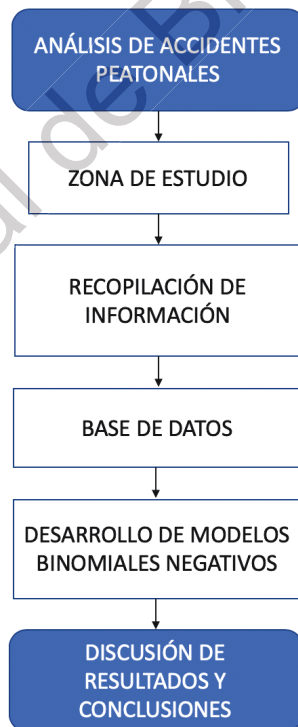 ANÁLISIS DE ACCIDENTES
PEATONALES
ZONA DE ESTUDIO
RECOPILACIÓN DE
INFORMACIÓN
BASE DE DATOS
DESARROLLO DE MODELOS
BINOMIALES NEGATIVOS
DISCUSIÓN DE
RESULTADOS Y
CONCLUSIONES